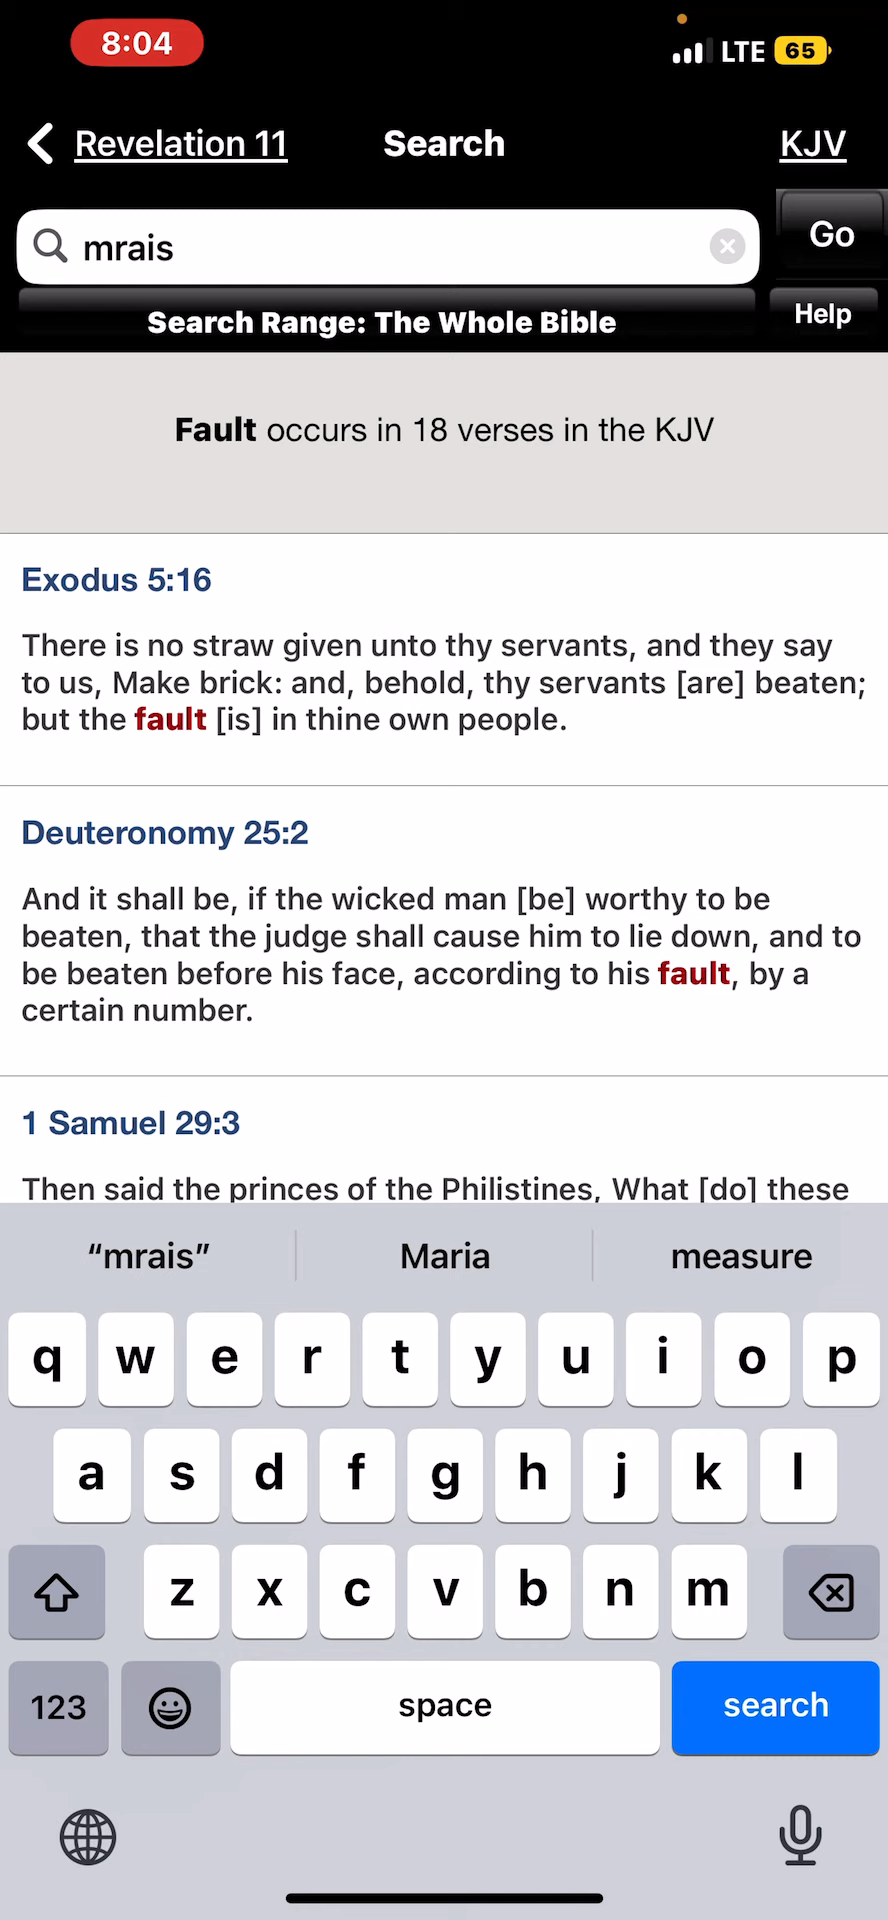 8:04
LTE 65
Revelation 11 Search KJV
mrais
Go
Search Range: The Whole Bible
Help
Fault occurs in 18 verses in the KJV
Exodus 5:16
There is no straw given unto thy servants, and they say
to us, Make brick: and, behold, thy servants [are] beaten;
but the fault [is] in thine own people.
Deuteronomy 25:2
And it shall be, if the wicked man [be] worthy to be
beaten, that the judge shall cause him to lie down, and to
be beaten before his face, according to his fault, by a
certain number.
1 Samuel 29:3
Then said the princes of the Philistines, What [do] these
“mrais” Maria measure
q w e r t y u i o p
a s d f g h j k l
z x c v b n m
123 space search